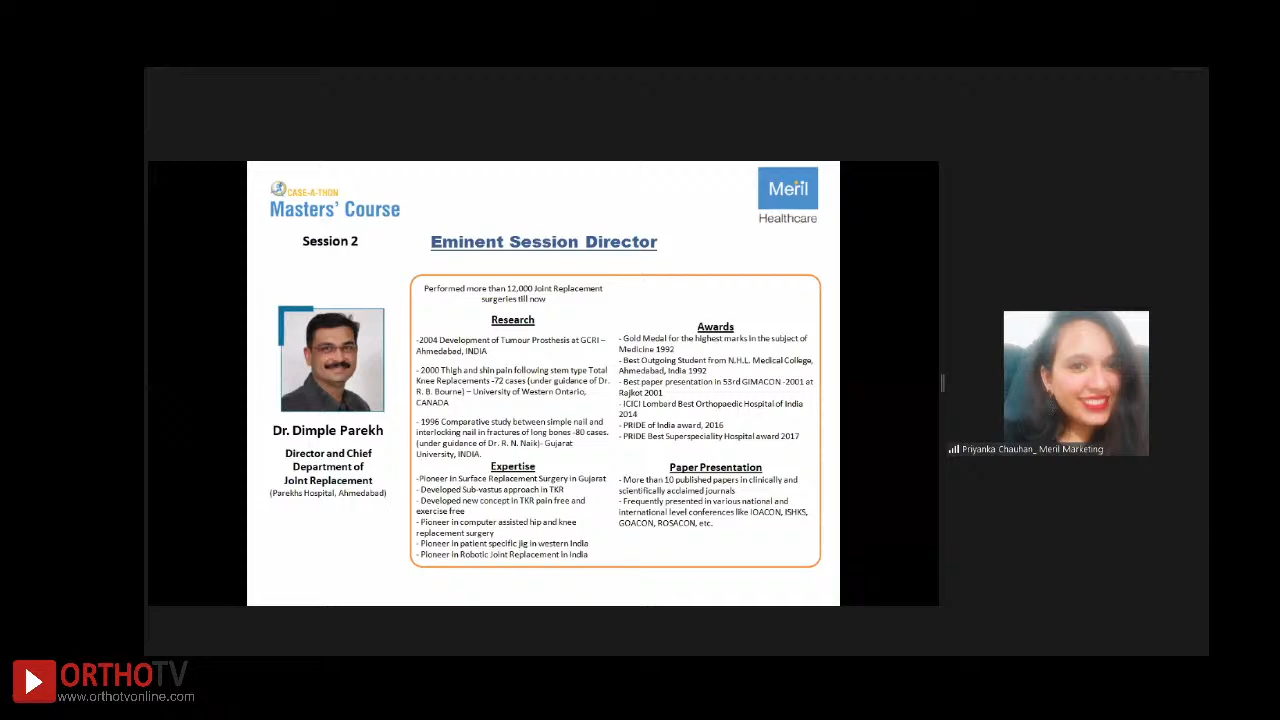 CASE-A-THON
Masters' Course
Meril
Healthcare
Session 2
Eminent Session Director
Performed more than 12,000 Joint Replacement
surgeries till now
Research
-2004 Development of Tumour Prosthesis at GCRI –
Ahmedabad, INDIA
- 2000 Thigh and shin pain following stem type Total
Knee Replacements -72 cases (under guidance of Dr.
R. B. Bourne) – University of Western Ontario,
CANADA
- 1996 Comparative study between simple nail and
interlocking nail in fractures of long bones -80 cases.
(under guidance of Dr. R. N. Naik)- Gujarat
University, INDIA.
Expertise
-Pioneer in Surface Replacement Surgery in Gujarat
- Developed Sub-vastus approach in TKR
- Developed new concept in TKR pain free and
exercise free
- Pioneer in computer assisted hip and knee
replacement surgery
- Pioneer in patient specific jig in western India
- Pioneer in Robotic Joint Replacement in India
Awards
- Gold Medal for the highest marks in the subject of
Medicine 1992
- Best Outgoing Student from N.H.L. Medical College,
Ahmedabad, India 1992
- Best paper presentation in 53rd GIMACON -2001 at
Rajkot 2001
- ICICI Lombard Best Orthopaedic Hospital of India
2014
- PRIDE of India award, 2016
- PRIDE Best Superspeciality Hospital award 2017
Paper Presentation
- More than 10 published papers in clinically and
scientifically acclaimed journals
- Frequently presented in various national and
international level conferences like IOACON, ISHKS,
GOACON, ROSACON, etc.
Dr. Dimple Parekh
Director and Chief
Department of
Joint Replacement
(Parekhs Hospital, Ahmedabad)
Priyanka Chauhan_ Meril Marketing
ORTHOTV
www.orthotvonline.com